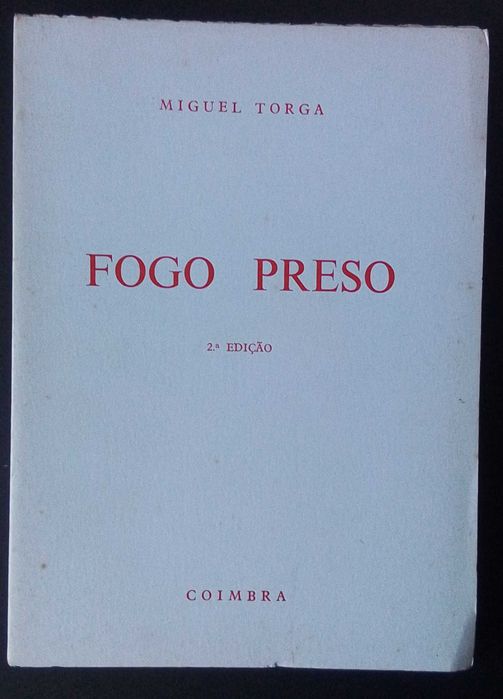 MIGUEL TORGA
FOGO PRESO
2.ª EDIÇÃO
COIMBRA